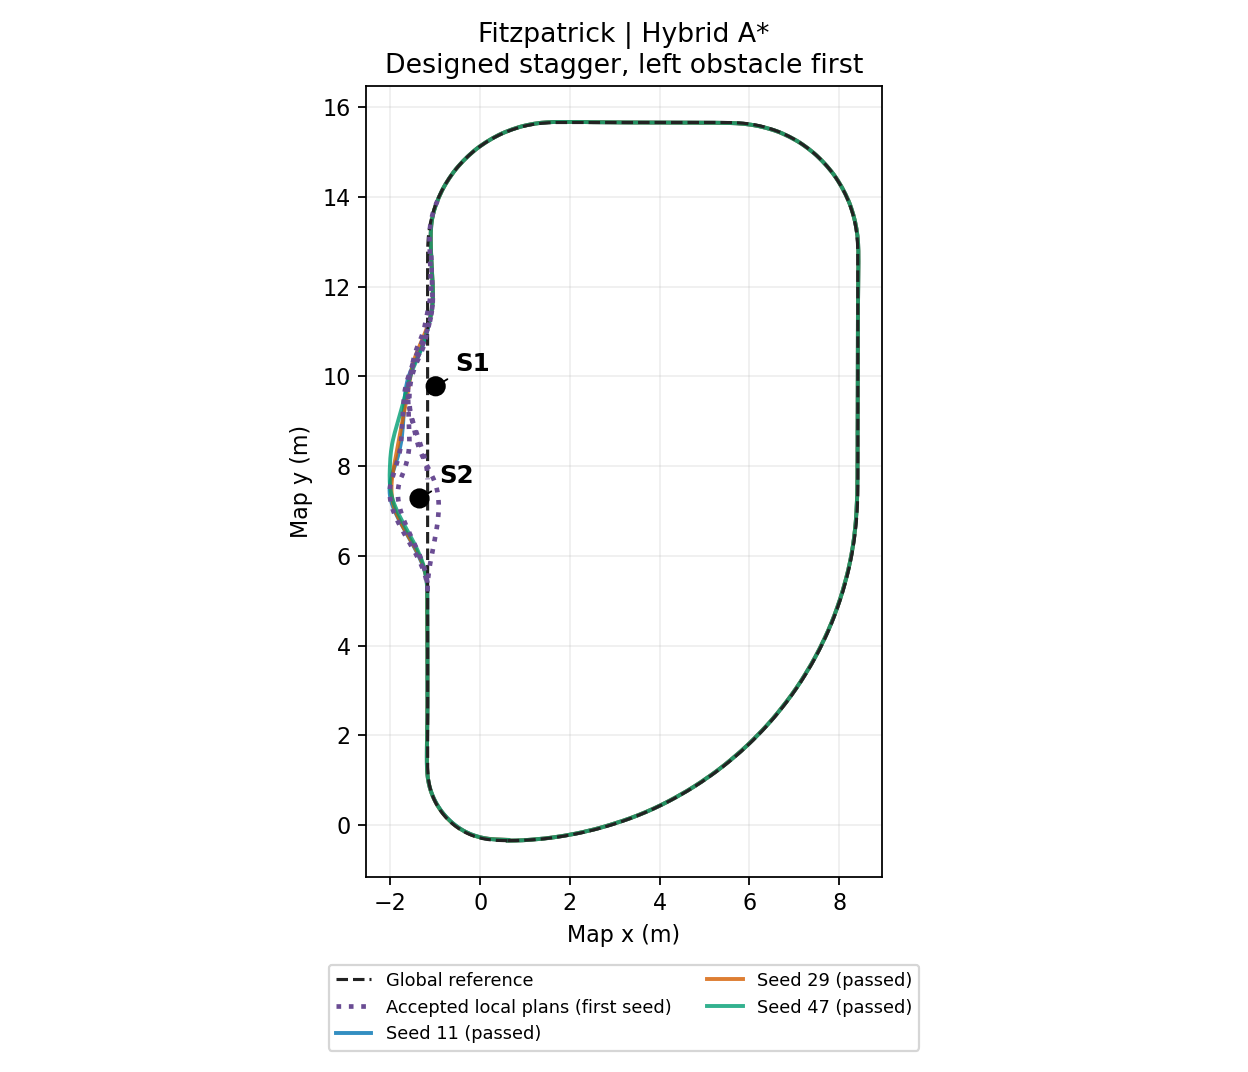 Fitzpatrick | Hybrid A*
Designed stagger, left obstacle first
16
14
12
10
8
6
4
2
0
Map y (m)
S1
S2
−2 0 2 4 6 8
Map x (m)
Global reference
Accepted local plans (first seed)
Seed 11 (passed)
Seed 29 (passed)
Seed 47 (passed)